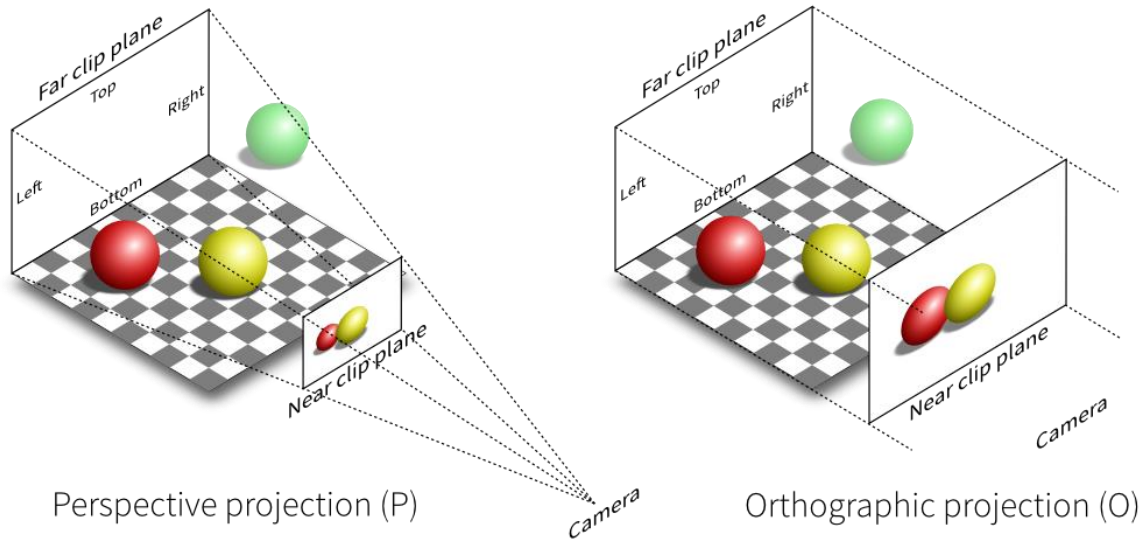 Far clip plane
Top
Right
Left
Bottom
Near clip plane
Camera
Perspective projection (P)
Far clip plane
Top
Right
Left
Bottom
Near clip plane
Camera
Orthographic projection (O)